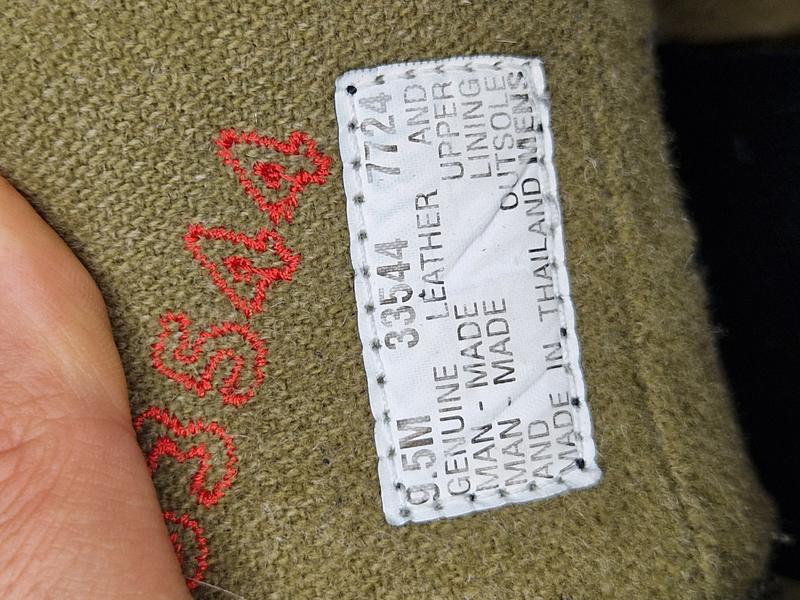 33544
9.5M 33544 7724
GENUINE LEATHER AND
MAN - MADE UPPER
MAN - MADE LINING
AND OUTSOLE
MADE IN THAILAND MENS